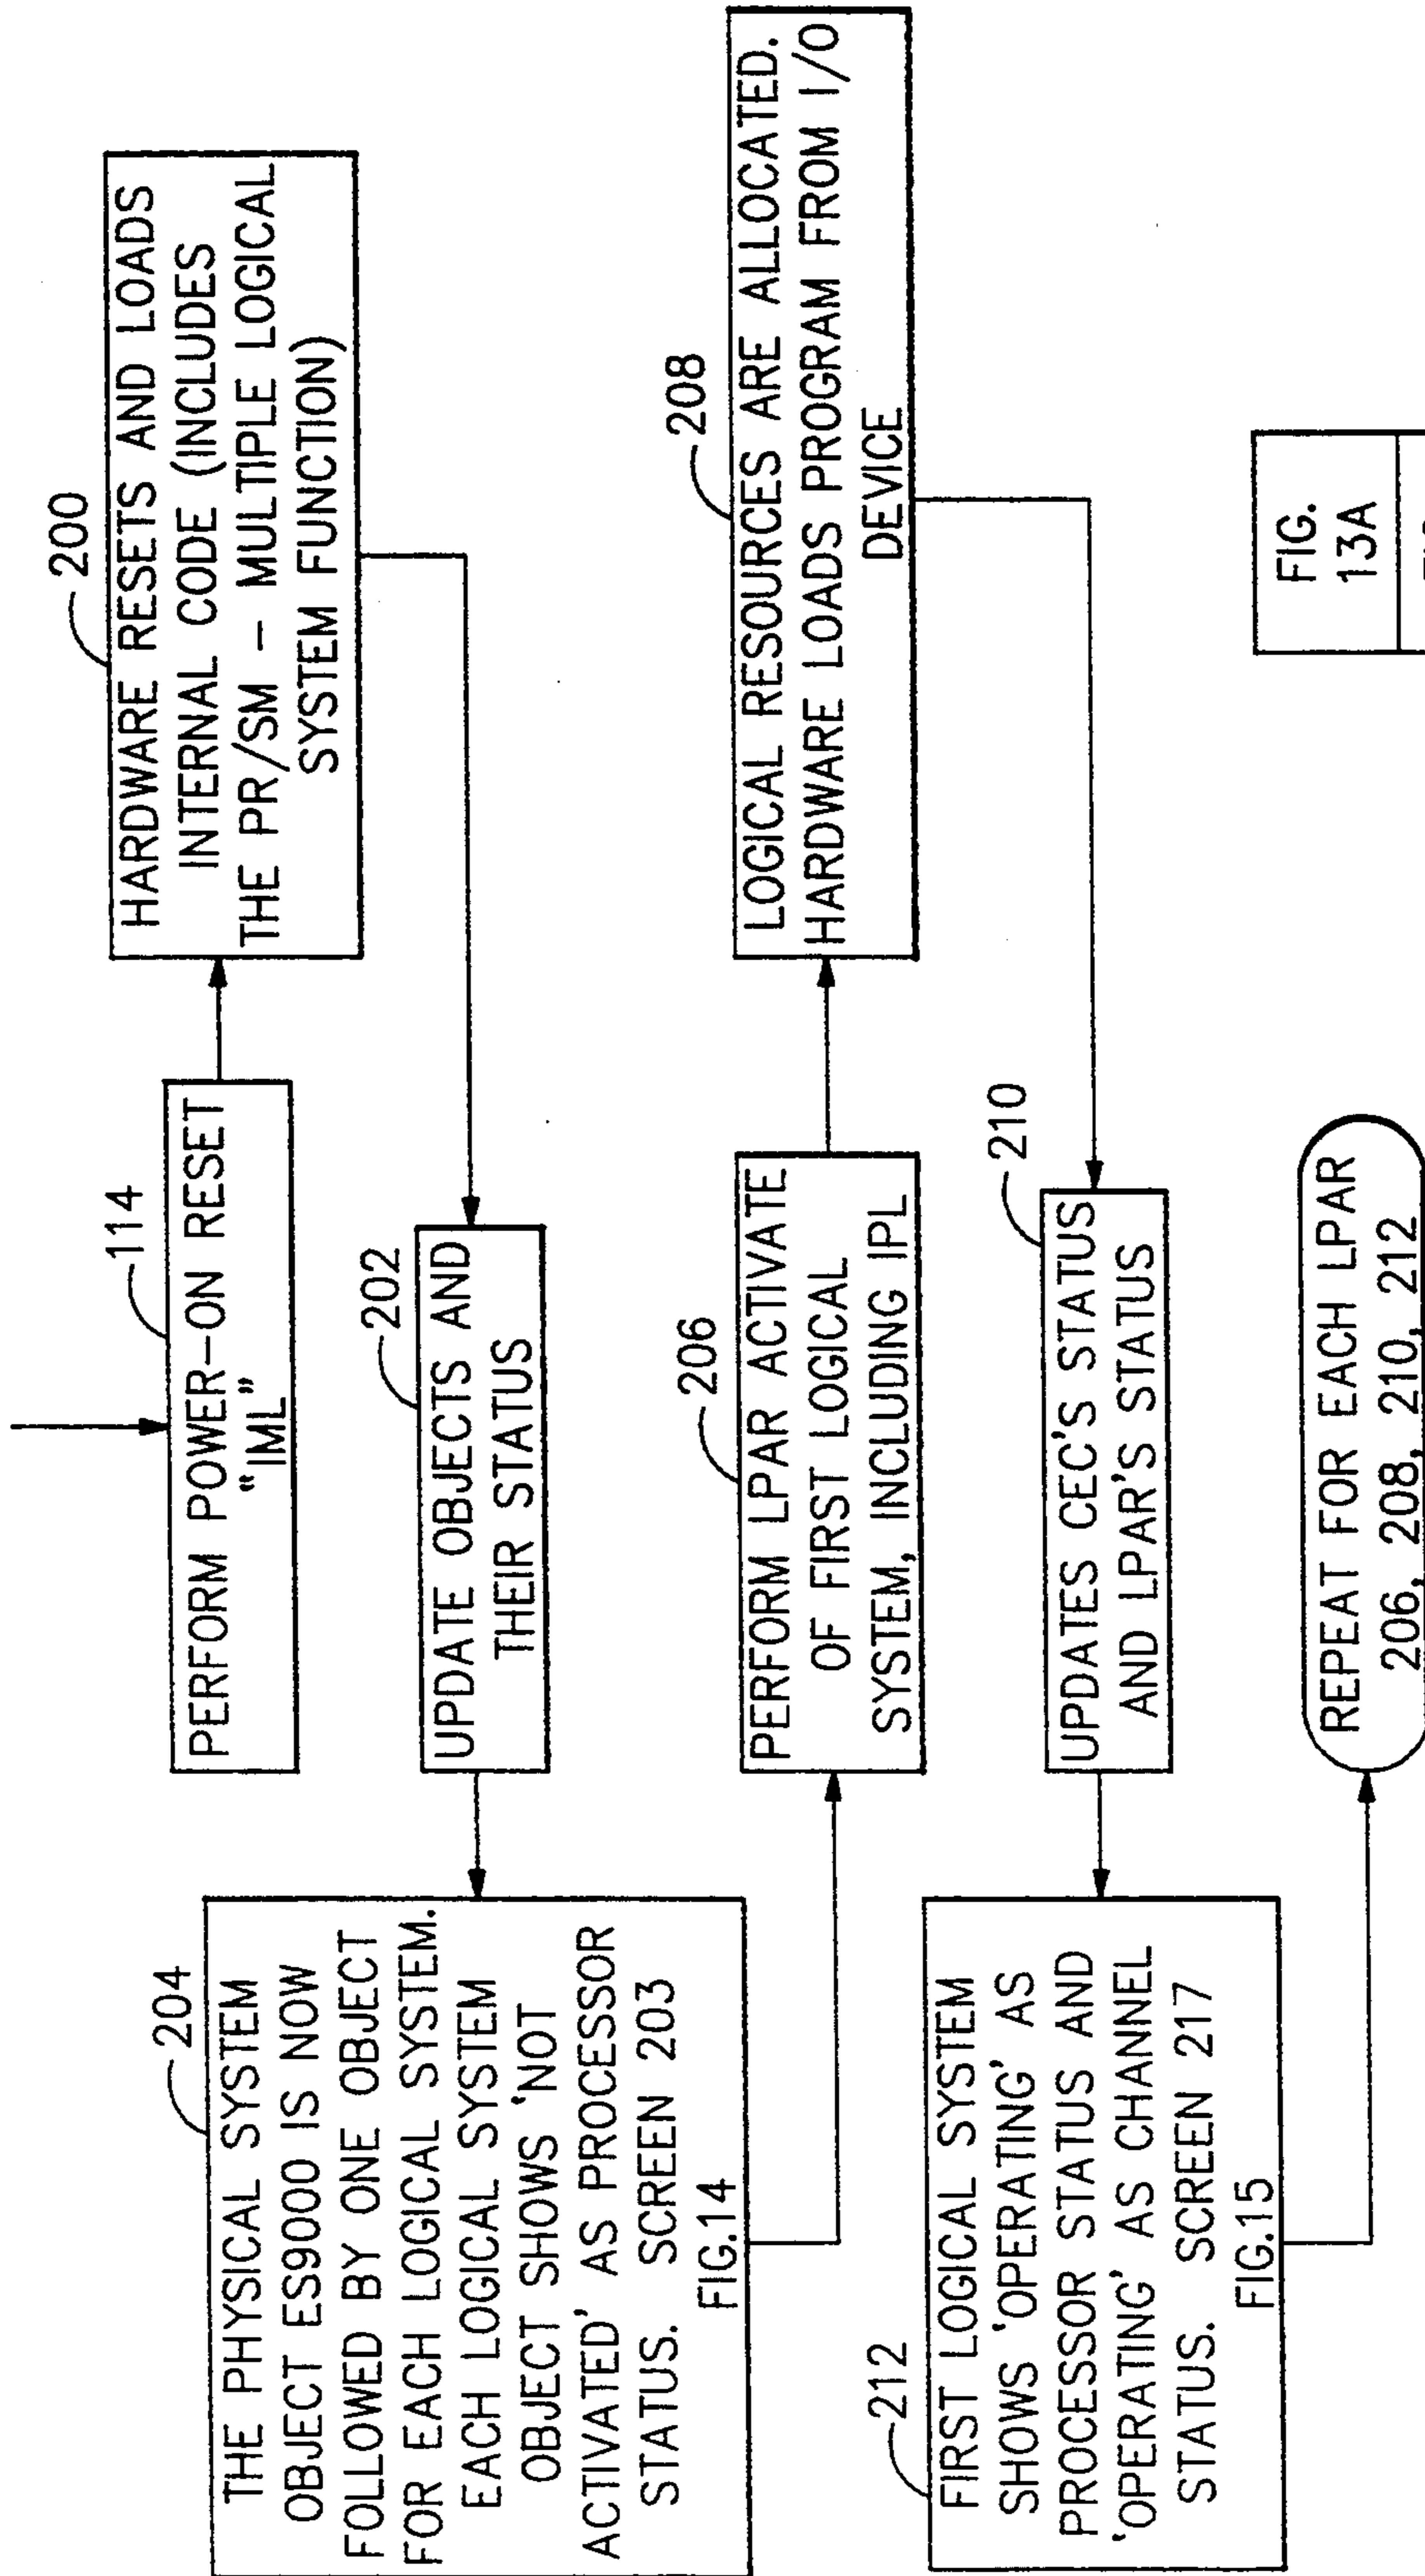 114
PERFORM POWER-ON RESET
"IML"
200
HARDWARE RESETS AND LOADS
INTERNAL CODE (INCLUDES
THE PR/SM - MULTIPLE LOGICAL
SYSTEM FUNCTION)
202
UPDATE OBJECTS AND
THEIR STATUS
204
THE PHYSICAL SYSTEM
OBJECT ES9000 IS NOW
FOLLOWED BY ONE OBJECT
FOR EACH LOGICAL SYSTEM.
EACH LOGICAL SYSTEM
OBJECT SHOWS 'NOT
ACTIVATED' AS PROCESSOR
STATUS. SCREEN 203
FIG.14
206
PERFORM LPAR ACTIVATE
OF FIRST LOGICAL
SYSTEM, INCLUDING IPL
208
LOGICAL RESOURCES ARE ALLOCATED.
HARDWARE LOADS PROGRAM FROM I/O
DEVICE
210
UPDATES CEC'S STATUS
AND LPAR'S STATUS
212
FIRST LOGICAL SYSTEM
SHOWS 'OPERATING' AS
PROCESSOR STATUS AND
'OPERATING' AS CHANNEL
STATUS. SCREEN 217
FIG.15
REPEAT FOR EACH LPAR
206, 208, 210, 212
FIG.
13A